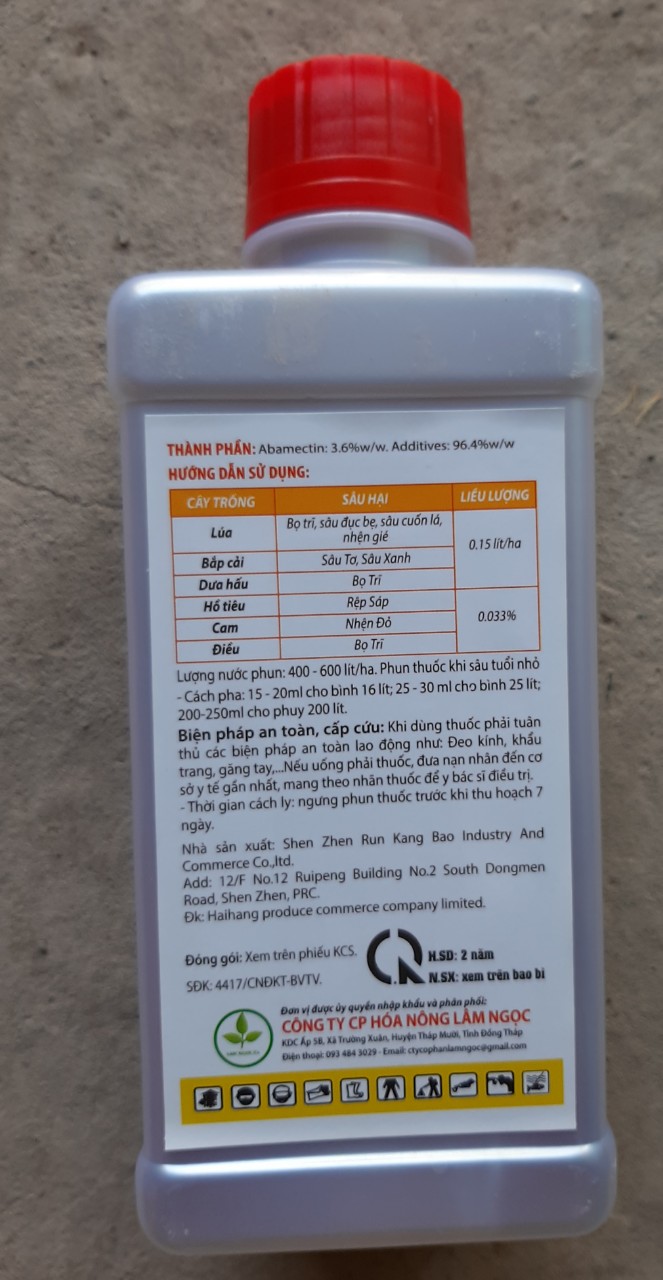 THÀNH PHẦN: Abamectin: 3.6%w/w. Additives: 96.4%w/w
HƯỚNG DẪN SỬ DỤNG:
CÂY TRỒNG SÂU HẠI LIỀU LƯỢNG
Lúa Bọ trĩ, sâu đục bẹ, sâu cuốn lá,
nhện gié
0.15 lít/ha
Bắp cải Sâu Tơ, Sâu Xanh
Dưa hấu Bọ Trĩ
Hồ tiêu Rệp Sáp
0.033%
Cam Nhện Đỏ
Điều Bọ Trĩ
Lượng nước phun: 400 - 600 lít/ha. Phun thuốc khi sâu tuổi nhỏ
- Cách pha: 15 - 20ml cho bình 16 lít; 25 - 30 ml cho bình 25 lít;
200-250ml cho phuy 200 lít.
Biện pháp an toàn, cấp cứu: Khi dùng thuốc phải tuân
thủ các biện pháp an toàn lao động như: Đeo kính, khẩu
trang, găng tay,...Nếu uống phải thuốc, đưa nạn nhân đến cơ
sở y tế gần nhất, mang theo nhãn thuốc để y bác sĩ điều trị.
- Thời gian cách ly: ngưng phun thuốc trước khi thu hoạch 7
ngày.
Nhà sản xuất: Shen Zhen Run Kang Bao Industry And
Commerce Co.,ltd.
Add: 12/F No.12 Ruipeng Building No.2 South Dongmen
Road, Shen Zhen, PRC.
Đk: Haihang produce commerce company limited.
Đóng gói: Xem trên phiếu KCS.
H.SD: 2 năm
SĐK: 4417/CNĐKT-BVTV.
N.SX: xem trên bao bì
Đơn vị được ủy quyền nhập khẩu và phân phối:
CÔNG TY CP HÓA NÔNG LÂM NGỌC
KDC Ấp 5B, Xã Trường Xuân, Huyện Tháp Mười, Tỉnh Đồng Tháp
Điện thoại: 093 484 3029 - Email: ctycophanlamngoc@gmail.com